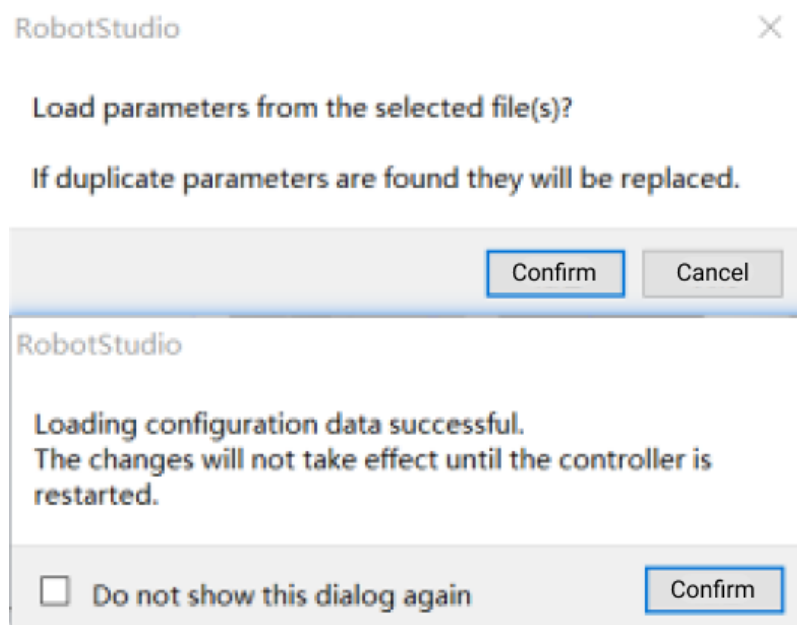 RobotStudio
Load parameters from the selected file(s)?
If duplicate parameters are found they will be replaced.
Confirm
Cancel
RobotStudio
Loading configuration data successful.
The changes will not take effect until the controller is
restarted.
Do not show this dialog again
Confirm